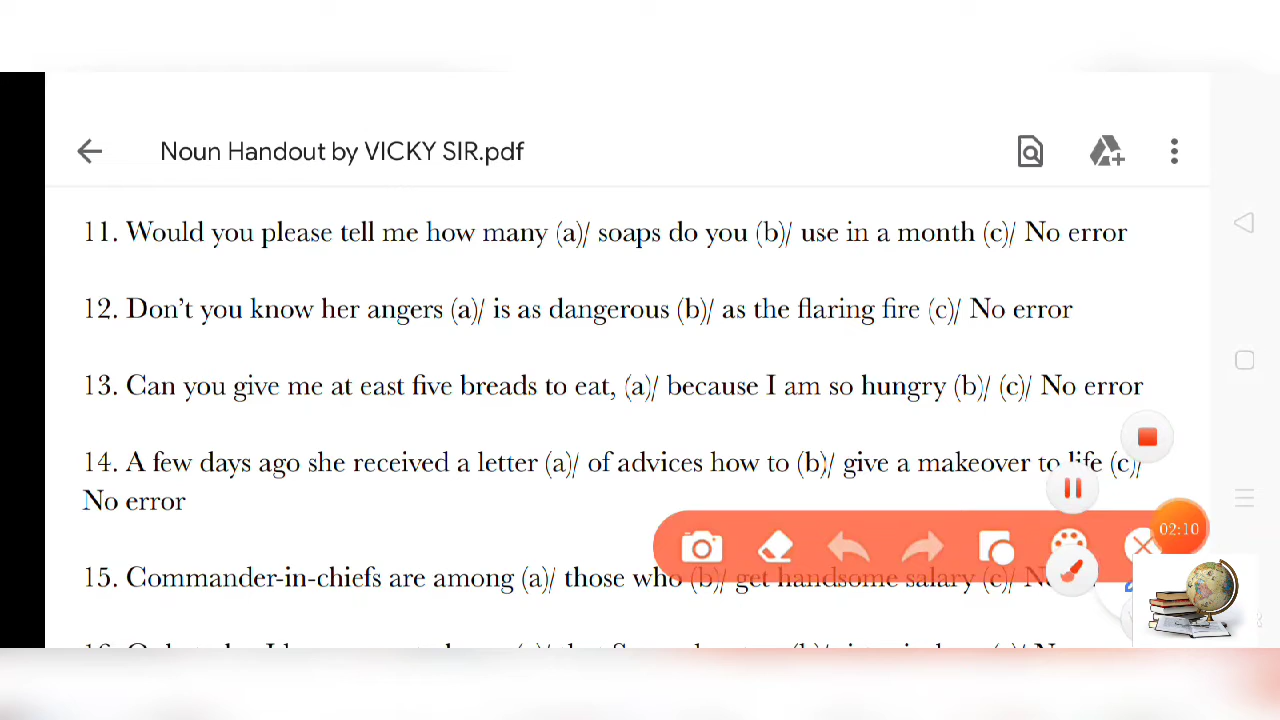 Noun Handout by VICKY SIR.pdf
11. Would you please tell me how many (a)/ soaps do you (b)/ use in a month (c)/ No error
12. Don't you know her angers (a)/ is as dangerous (b)/ as the flaring fire (c)/ No error
13. Can you give me at east five breads to eat, (a)/ because I am so hungry (b)/ (c)/ No error
14. A few days ago she received a letter (a)/ of advices how to (b)/ give a makeover to life (c)/
No error
02:10
15. Commander-in-chiefs are among (a)/ those who (b)/ get handsome salary (c)/